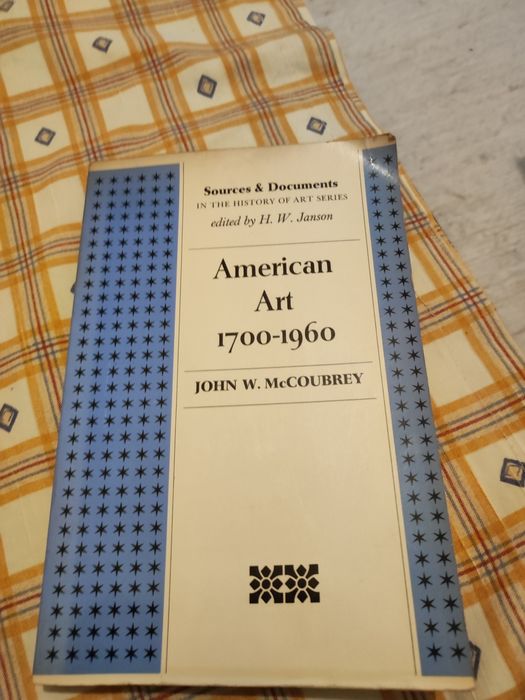 Sources & Documents
IN THE HISTORY OF ART SERIES
edited by H. W. Janson
American
Art
1700-1960
JOHN W. McCOUBREY